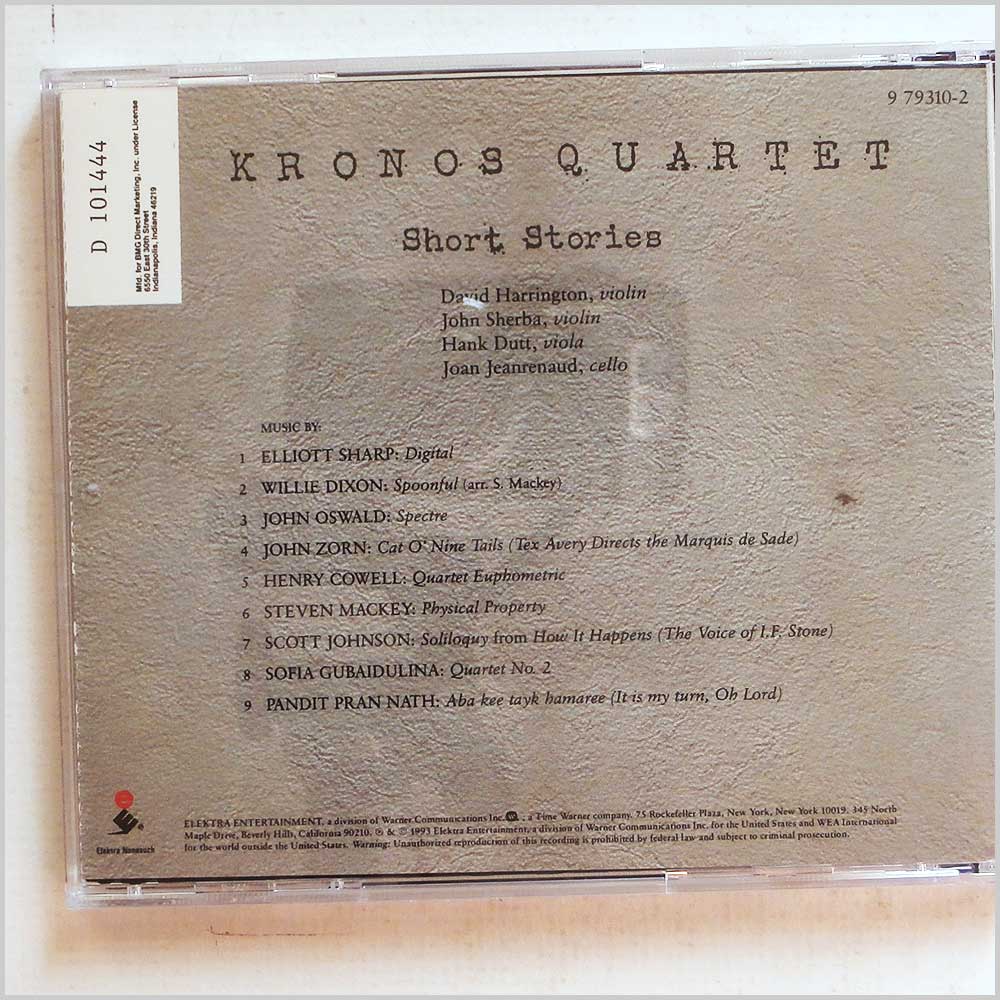 9 79310-2
D 101444
Mfd. for BMG Direct Marketing, Inc. under License
6550 East 30th Street
Indianapolis, Indiana 46219
KRONOS QUARTET
Short Stories
David Harrington, violin
John Sherba, violin
Hank Dutt, viola
Joan Jeanrenaud, cello
MUSIC BY:
1 ELLIOTT SHARP: Digital
2 WILLIE DIXON: Spoonful (arr. S. Mackey)
3 JOHN OSWALD: Spectre
4 JOHN ZORN: Cat O' Nine Tails (Tex Avery Directs the Marquis de Sade)
5 HENRY COWELL: Quartet Euphometric
6 STEVEN MACKEY: Physical Property
7 SCOTT JOHNSON: Soliloquy from How It Happens (The Voice of I.F. Stone)
8 SOFIA GUBAIDULINA: Quartet No. 2
9 PANDIT PRAN NATH: Aba kee tayk hamaree (It is my turn, Oh Lord)
ELEKTRA ENTERTAINMENT, a division of Warner Communications Inc. , a Time Warner company. 75 Rockefeller Plaza, New York, New York 10019. 345 North
Maple Drive, Beverly Hills, California 90210. ℗ & © 1993 Elektra Entertainment, a division of Warner Communications Inc. for the United States and WEA International
for the world outside the United States. Warning: Unauthorized reproduction of this recording is prohibited by federal law and subject to criminal prosecution.
Elektra Nonesuch